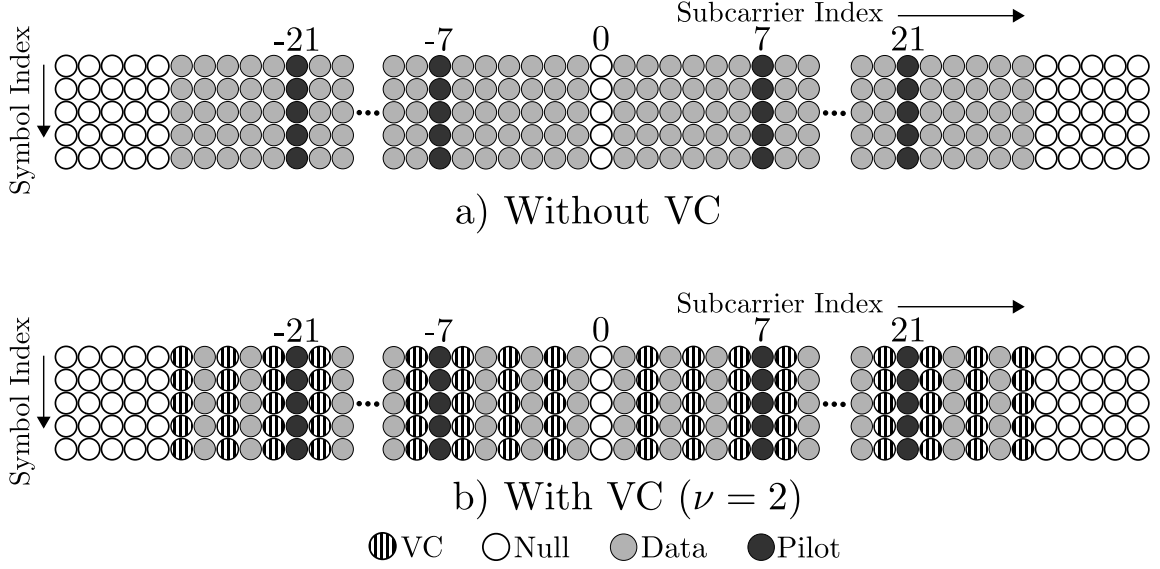 Subcarrier Index
-21 -7 0 7 21
Symbol Index
... ...
a) Without VC
Subcarrier Index
-21 -7 0 7 21
Symbol Index
... ...
b) With VC (ν = 2)
VC Null Data Pilot